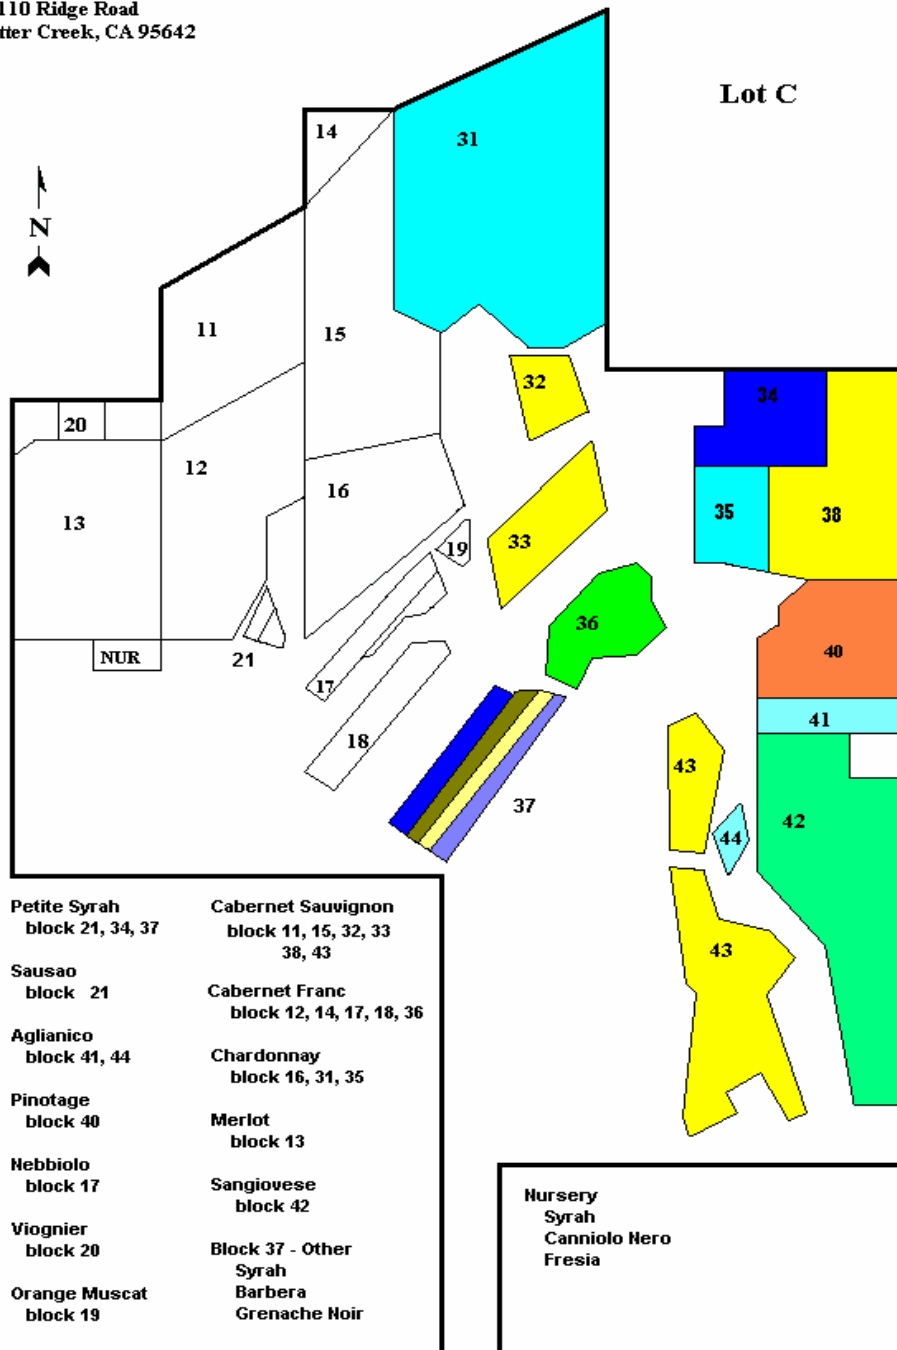 110 Ridge Road
tter Creek, CA 95642
Lot C
14
31
N
11
15
32
34
20
12
16
13
35
38
33
19
36
NUR
21
17
40
18
41
43
37
42
44
43
Petite Syrah
block 21, 34, 37
Sausao
block 21
Aglianico
block 41, 44
Pinotage
block 40
Nebbiolo
block 17
Viognier
block 20
Orange Muscat
block 19
Cabernet Sauvignon
block 11, 15, 32, 33
38, 43
Cabernet Franc
block 12, 14, 17, 18, 36
Chardonnay
block 16, 31, 35
Merlot
block 13
Sangiovese
block 42
Block 37 - Other
Syrah
Barbera
Grenache Noir
Nursery
Syrah
Canniolo Nero
Fresia